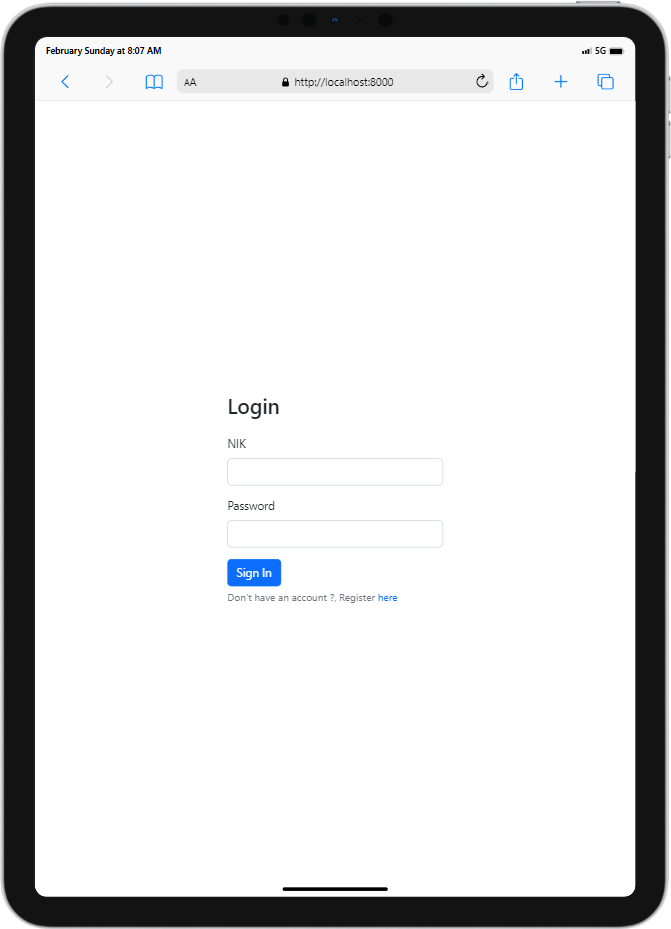 February Sunday at 8:07 AM 5G
AA http://localhost:8000
Login
NIK
Password
Sign In
Don't have an account ?, Register here